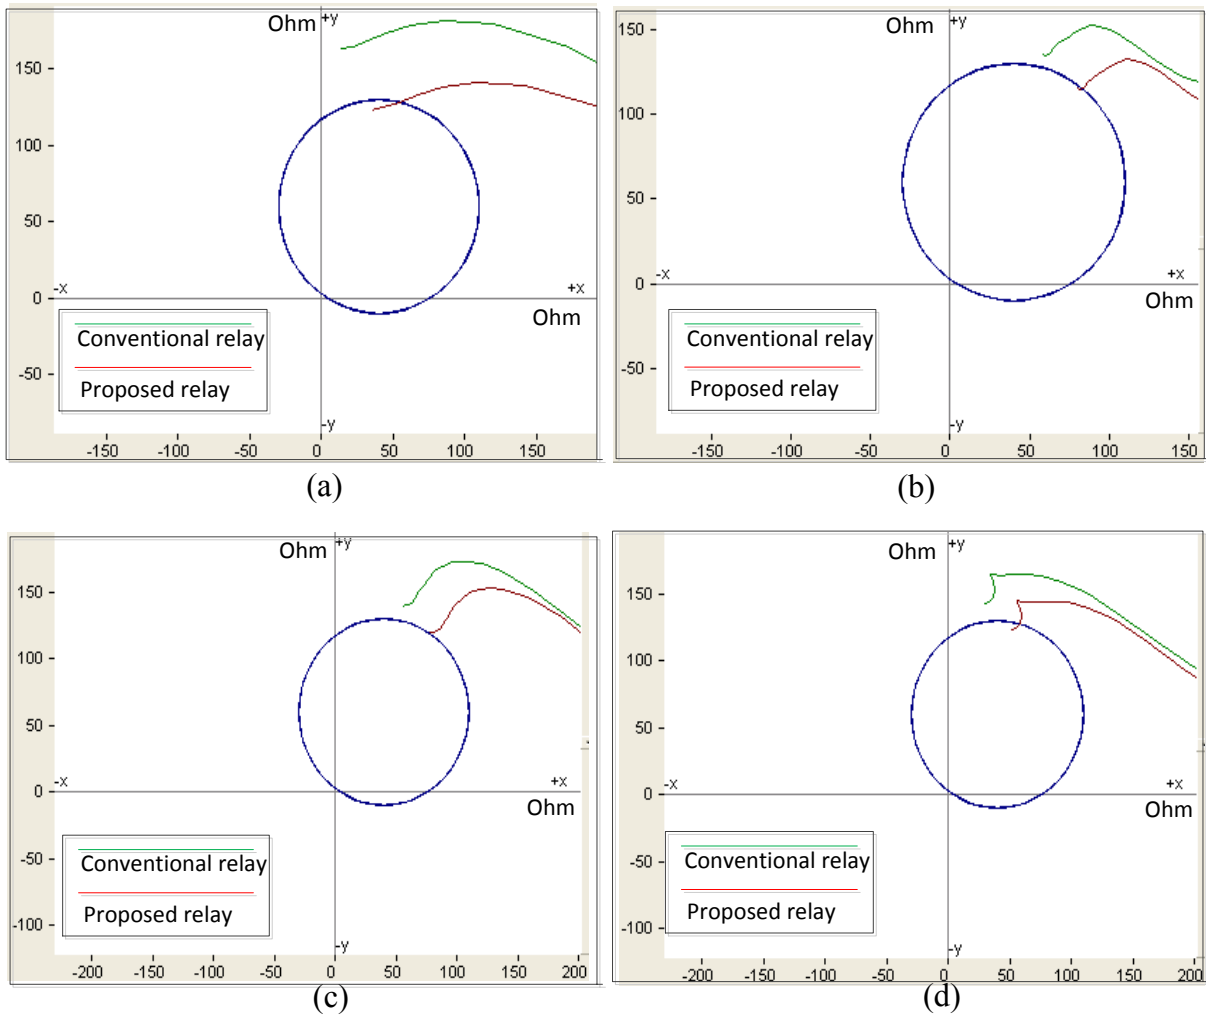 Ohm +y
150
100
50
0
-x +x
Ohm
Conventional relay
Proposed relay
-50
-y
-150 -100 -50 0 50 100 150
(a)
Ohm +y
150
100
50
0
-x +x
Ohm
Conventional relay
Proposed relay
-50
-y
-150 -100 -50 0 50 100 150
(b)
Ohm +y
150
100
50
0
-x +x
Ohm
-50
Conventional relay
Proposed relay
-100
-y
-200 -150 -100 -50 0 50 100 150 200
(c)
Ohm +y
150
100
50
0
-x +x
Ohm
-50
Conventional relay
Proposed relay
-100
-y
-200 -150 -100 -50 0 50 100 150 200
(d)